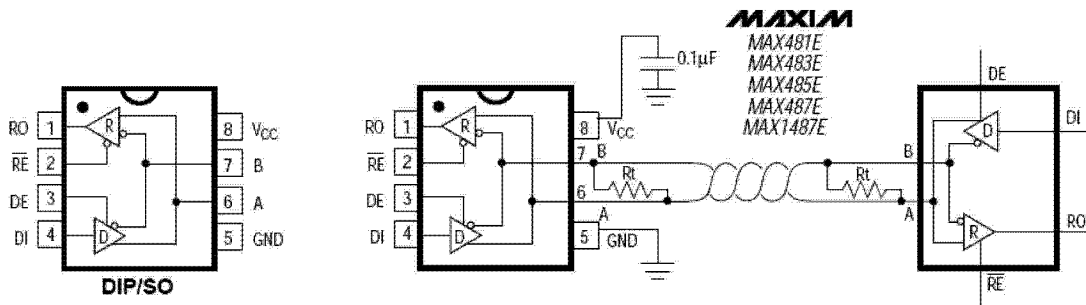 MAXIM
MAX481E
MAX483E
MAX485E
MAX487E
MAX1487E
RO 1
R
8 VCC
RE 2
7 B
DE 3
6 A
DI 4
D
5 GND
DIP/SO
0.1µF
RO 1
R
8 VCC
RE 2
7 B
DE 3
Rt
6
A
DI 4
D
5 GND
DE
D
DI
B
Rt
A
R
RO
RE